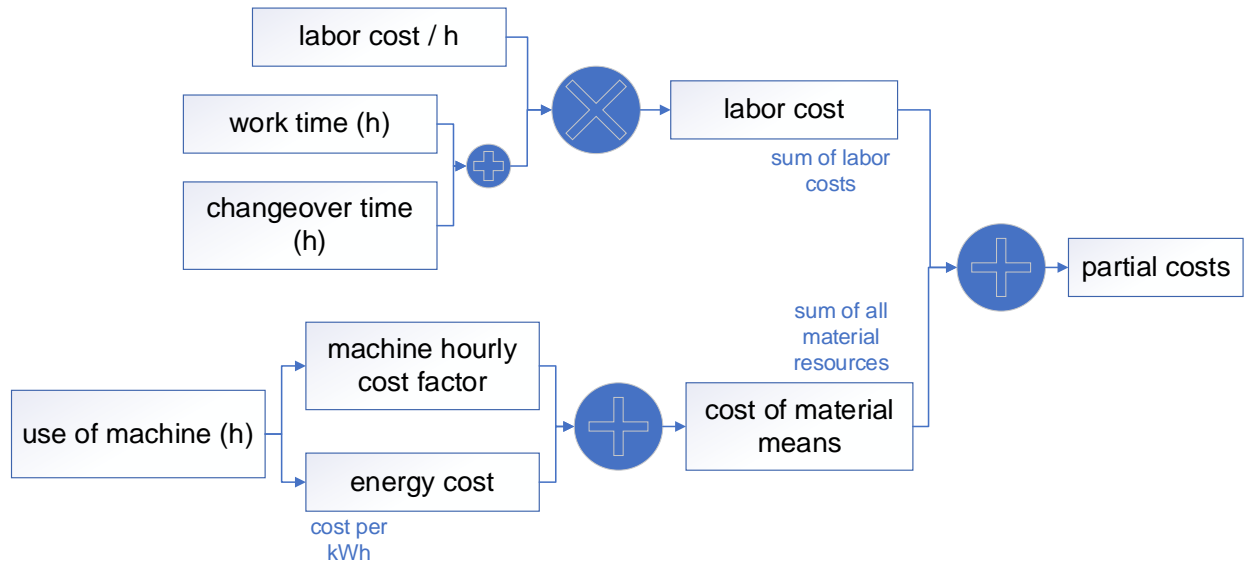 labor cost / h
work time (h)
changeover time
(h)
labor cost
sum of labor
costs
partial costs
sum of all
material
resources
machine hourly
cost factor
use of machine (h)
cost of material
means
energy cost
cost per
kWh